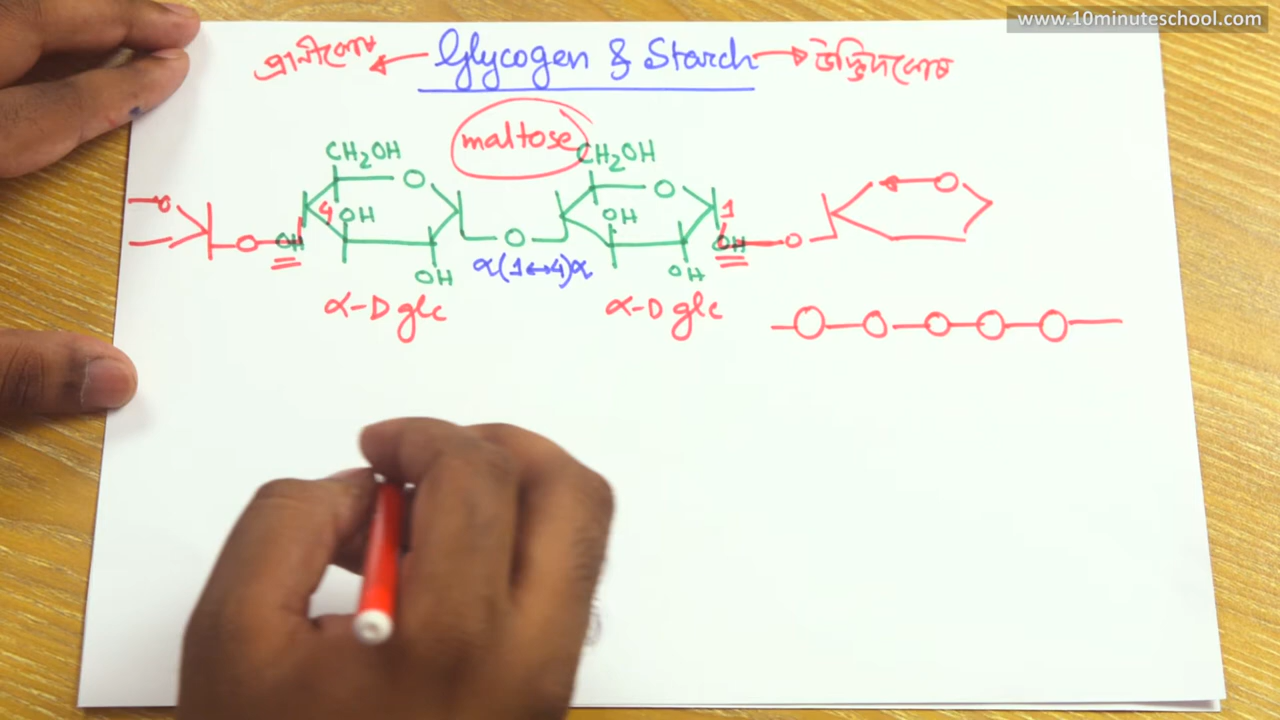 www.10minuteschool.com
প্রাণীকোষ ← Glycogen & Starch → উদ্ভিদকোষ
maltose
CH₂OH CH₂OH
O O
O 4 OH OH 1 O
O OH O OH O
OH α(1↔4)α OH
α-D glc α-D glc